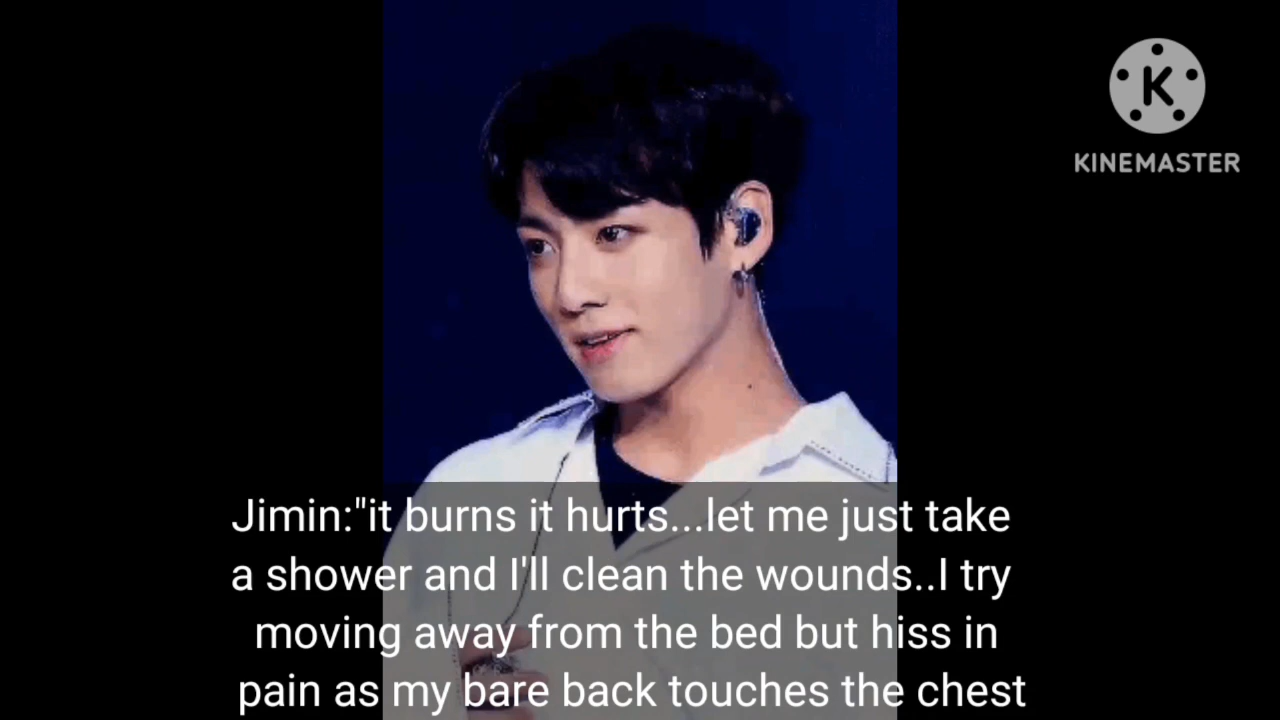 KINEMASTER
Jimin:"it burns it hurts...let me just take
a shower and I'll clean the wounds..I try
moving away from the bed but hiss in
pain as my bare back touches the chest